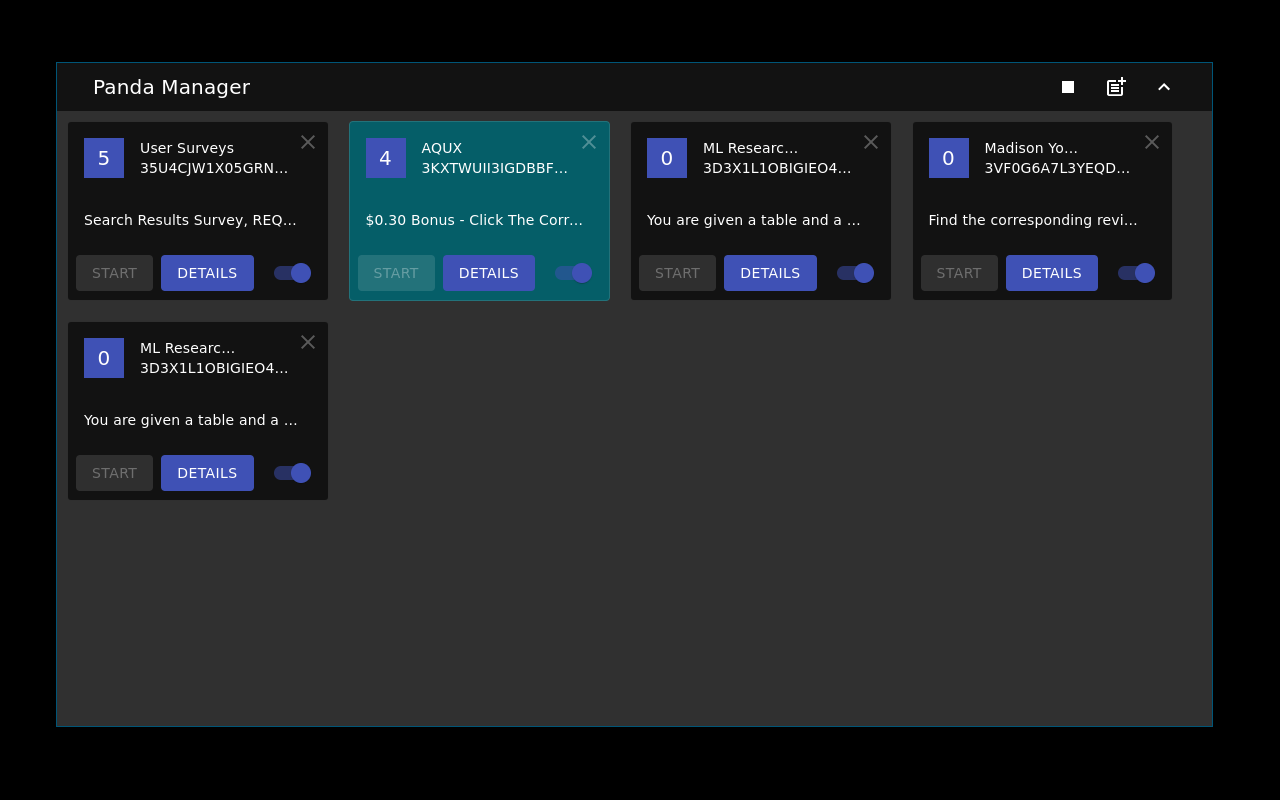 Panda Manager
5
User Surveys
35U4CJW1X05GRN...
Search Results Survey, REQ...
START
DETAILS
4
AQUX
3KXTWUII3IGDBBF...
$0.30 Bonus - Click The Corr...
START
DETAILS
0
ML Researc...
3D3X1L1OBIGIEO4...
You are given a table and a ...
START
DETAILS
0
Madison Yo...
3VF0G6A7L3YEQD...
Find the corresponding revi...
START
DETAILS
0
ML Researc...
3D3X1L1OBIGIEO4...
You are given a table and a ...
START
DETAILS